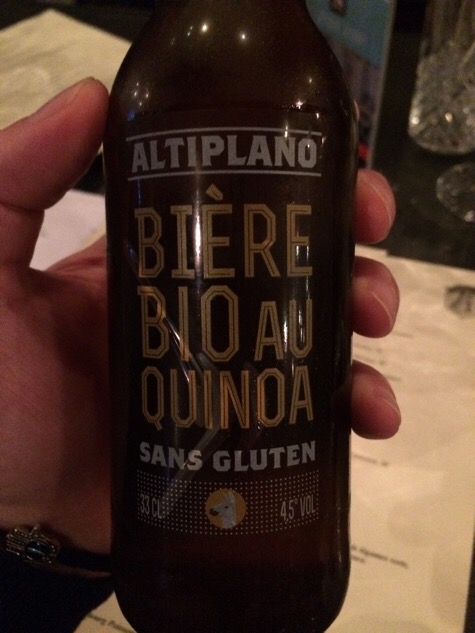 ALTIPLANO
BIÈRE
BIO AU
QUINOA
SANS GLUTEN
33 CL
4,5° VOL